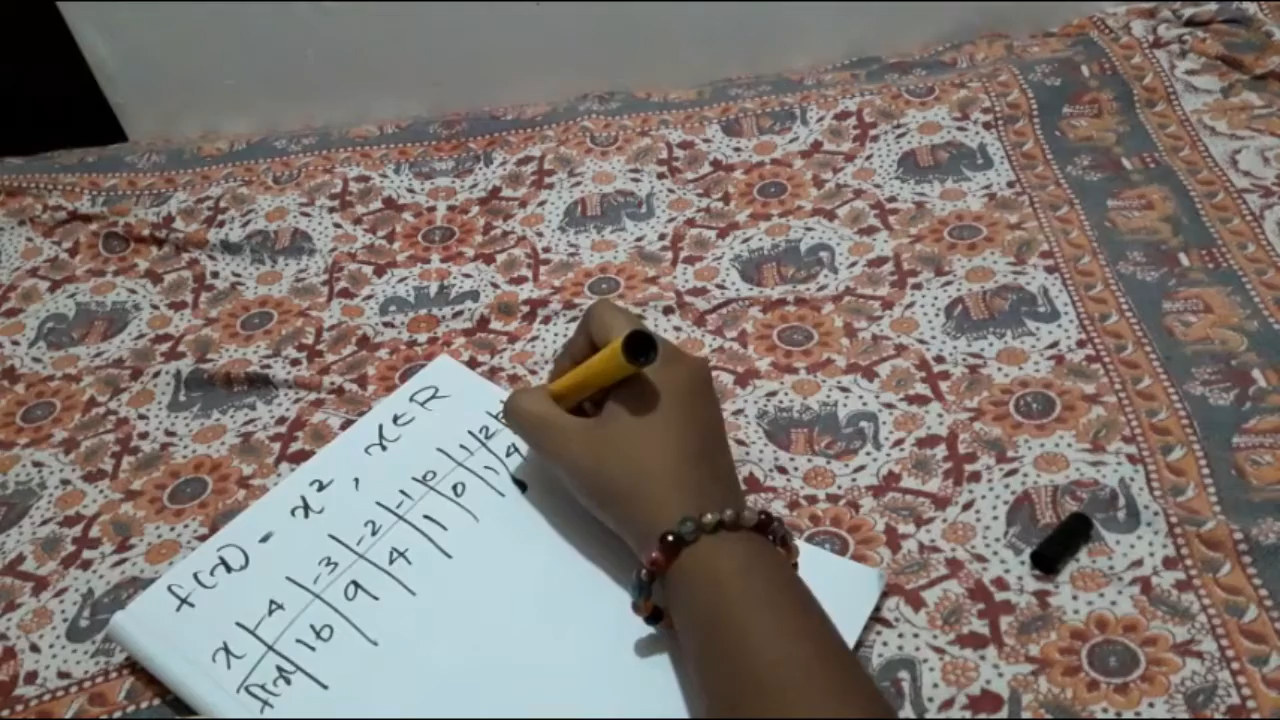 f(x) = x², x ∈ R
x | -4 | -3 | -2 | -1 | 0 | 1 | 2
f(x) | 16 | 9 | 4 | 1 | 0 | 1 | 4